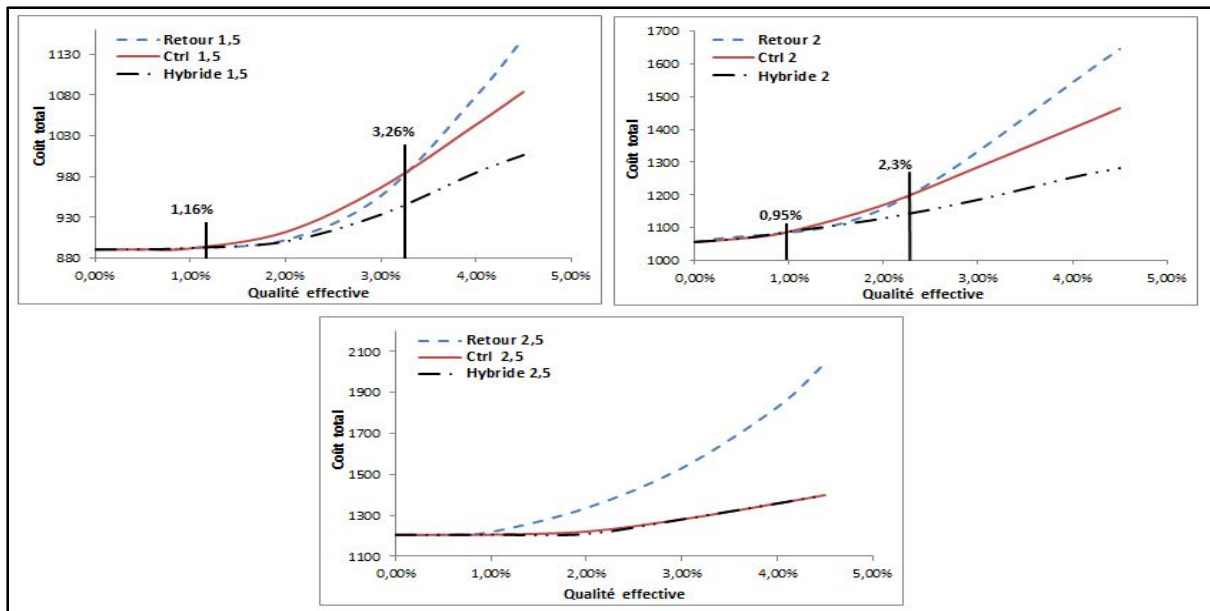 Retour 1,5
Ctrl 1,5
Hybride 1,5
Coût total
1130
1080
1030
980
930
880
1,16%
3,26%
0,00% 1,00% 2,00% 3,00% 4,00% 5,00%
Qualité effective
Retour 2
Ctrl 2
Hybride 2
Coût total
1700
1600
1500
1400
1300
1200
1100
1000
0,95%
2,3%
0,00% 1,00% 2,00% 3,00% 4,00% 5,00%
Qualité effective
Retour 2,5
Ctrl 2,5
Hybride 2,5
Coût total
2100
1900
1700
1500
1300
1100
0,00% 1,00% 2,00% 3,00% 4,00% 5,00%
Qualité effective